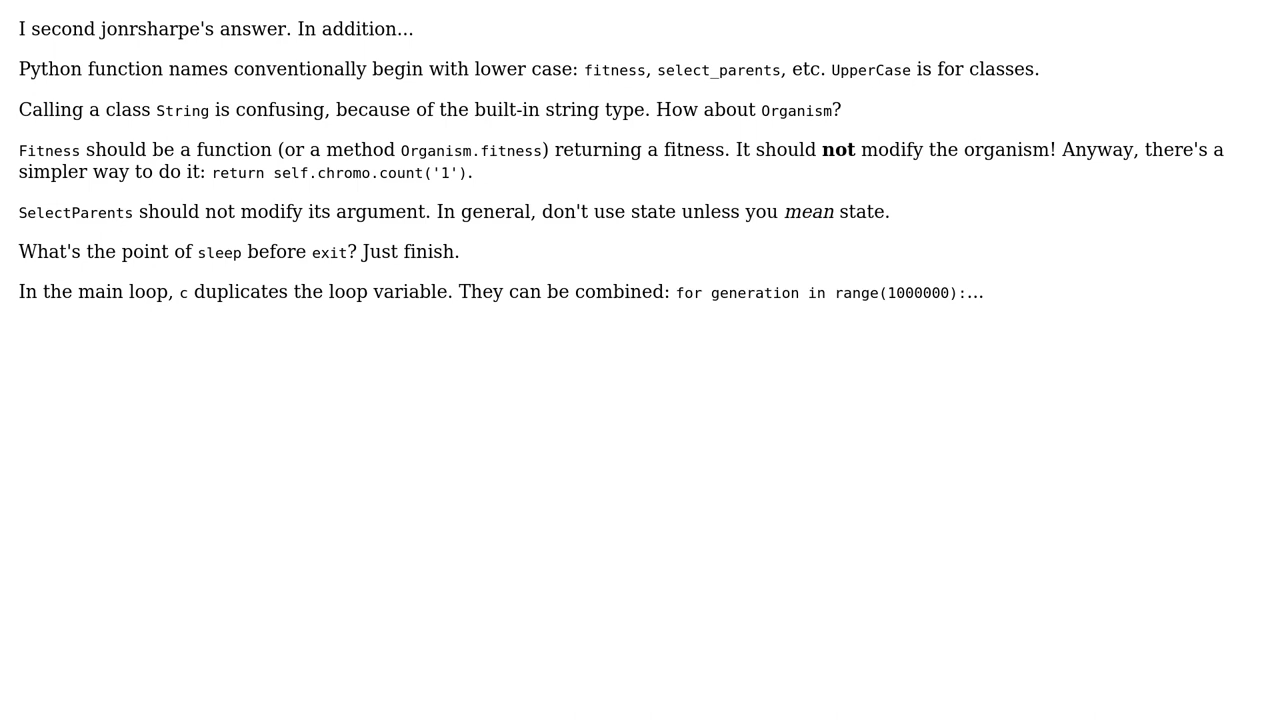 I second jonrsharpe's answer. In addition...
Python function names conventionally begin with lower case: fitness, select_parents, etc. UpperCase is for classes.
Calling a class String is confusing, because of the built-in string type. How about Organism?
Fitness should be a function (or a method Organism.fitness) returning a fitness. It should not modify the organism! Anyway, there's a
simpler way to do it: return self.chromo.count('1').
SelectParents should not modify its argument. In general, don't use state unless you mean state.
What's the point of sleep before exit? Just finish.
In the main loop, c duplicates the loop variable. They can be combined: for generation in range(1000000):...